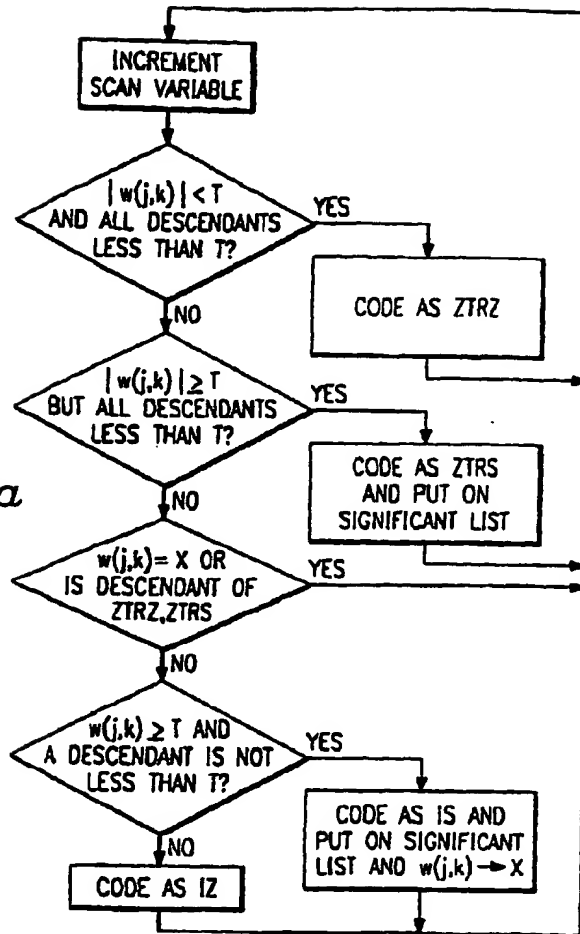 INCREMENT
SCAN VARIABLE
| w(j,k) | < T
AND ALL DESCENDANTS
LESS THAN T?
YES
CODE AS ZTRZ
NO
| w(j,k) | ≥ T
BUT ALL DESCENDANTS
LESS THAN T?
YES
CODE AS ZTRS
AND PUT ON
SIGNIFICANT LIST
a
NO
w(j,k)= X OR
IS DESCENDANT OF
ZTRZ,ZTRS
YES
NO
w(j,k) ≥ T AND
A DESCENDANT IS NOT
LESS THAN T?
YES
CODE AS IS AND
PUT ON SIGNIFICANT
LIST AND w(j,k) → X
NO
CODE AS IZ